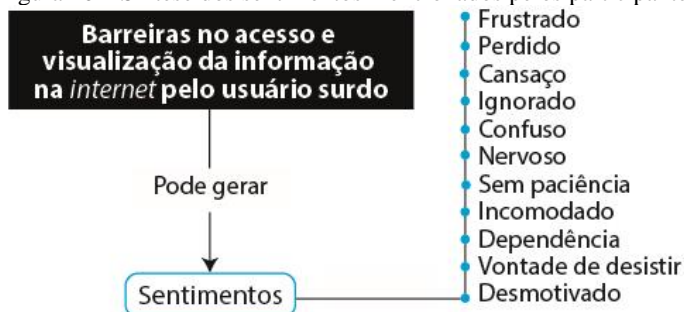 Barreiras no acesso e
visualização da informação
na internet pelo usuário surdo
Pode gerar
Sentimentos
Frustrado
Perdido
Cansaço
Ignorado
Confuso
Nervoso
Sem paciência
Incomodado
Dependência
Vontade de desistir
Desmotivado